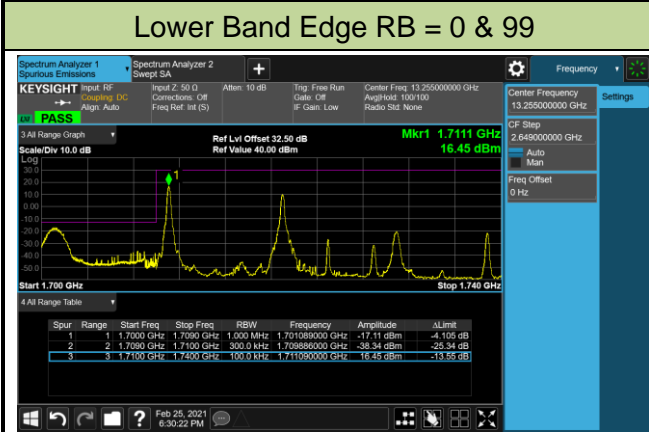 Lower Band Edge RB = 0 & 99
Spectrum Analyzer 1
Spurious Emissions
Spectrum Analyzer 2
Swept SA
Frequency
KEYSIGHT
Input: RF
Coupling: DC
Align: Auto
Input Z: 50 Ω
Corrections: Off
Freq Ref: Int (S)
Atten: 10 dB
Trig: Free Run
Gate: Off
IF Gain: Low
Center Freq: 13.255000000 GHz
Avg|Hold: 100/100
Radio Std: None
PASS
Center Frequency
13.255000000 GHz
Settings
CF Step
2.649000000 GHz
Auto
Man
Freq Offset
0 Hz
3 All Range Graph
Scale/Div 10.0 dB
Ref Lvl Offset 32.50 dB
Ref Value 40.00 dBm
Mkr1 1.7111 GHz
16.45 dBm
Log
30.0
20.0
10.0
0.00
-10.0
-20.0
-30.0
-40.0
-50.0
1
Start 1.700 GHz
Stop 1.740 GHz
4 All Range Table
Spur Range Start Freq Stop Freq RBW Frequency Amplitude ΔLimit
1 1 1.7000 GHz 1.7090 GHz 1.000 MHz 1.701089000 GHz -17.11 dBm -4.105 dB
2 2 1.7090 GHz 1.7100 GHz 300.0 kHz 1.709886000 GHz -38.34 dBm -25.34 dB
3 3 1.7100 GHz 1.7400 GHz 100.0 kHz 1.711090000 GHz 16.45 dBm -13.55 dB
Feb 25, 2021
6:30:22 PM